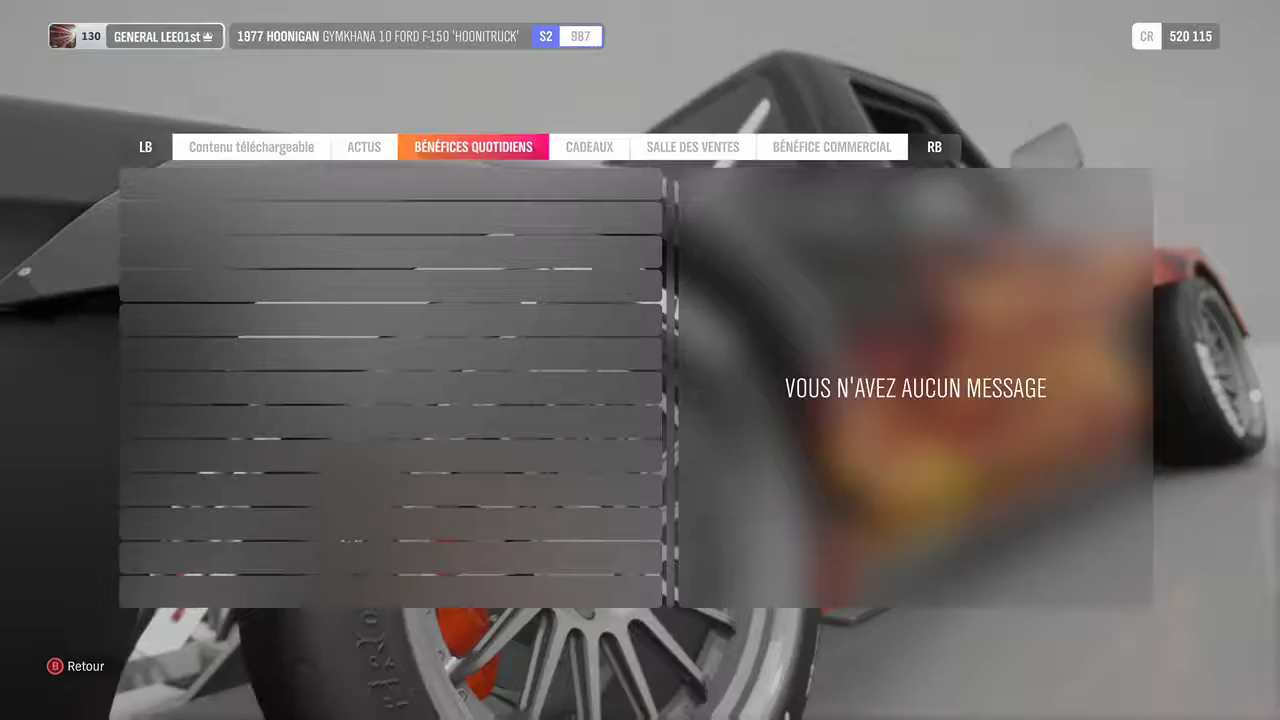 130 GENERAL LEE01st
1977 HOONIGAN GYMKHANA 10 FORD F-150 'HOONITRUCK' S2 987
CR 520 115
LB Contenu téléchargeable ACTUS BÉNÉFICES QUOTIDIENS CADEAUX SALLE DES VENTES BÉNÉFICE COMMERCIAL RB
VOUS N'AVEZ AUCUN MESSAGE
B Retour